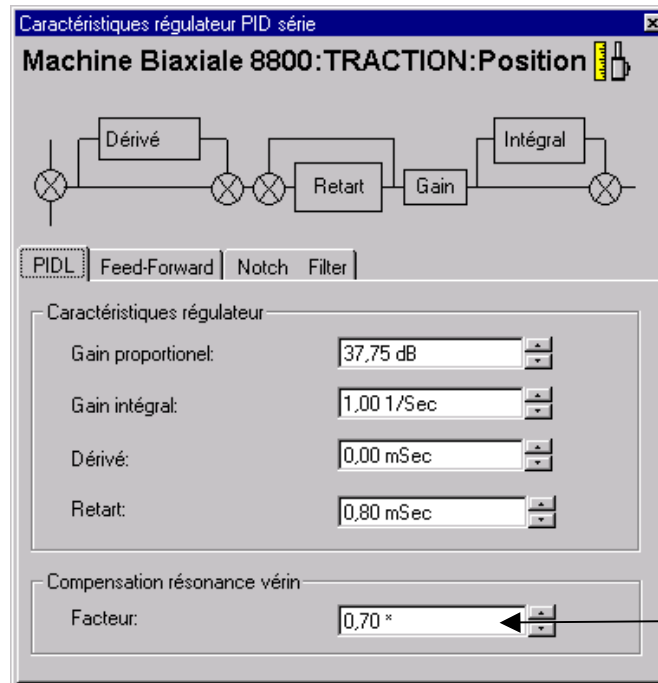 Caractéristiques régulateur PID série
Machine Biaxiale 8800:TRACTION:Position
Dérivé
Intégral
Retart
Gain
PIDL
Feed-Forward
Notch Filter
Caractéristiques régulateur
Gain proportionel:
37,75 dB
Gain intégral:
1,00 1/Sec
Dérivé:
0,00 mSec
Retart:
0,80 mSec
Compensation résonance vérin
Facteur:
0,70 *